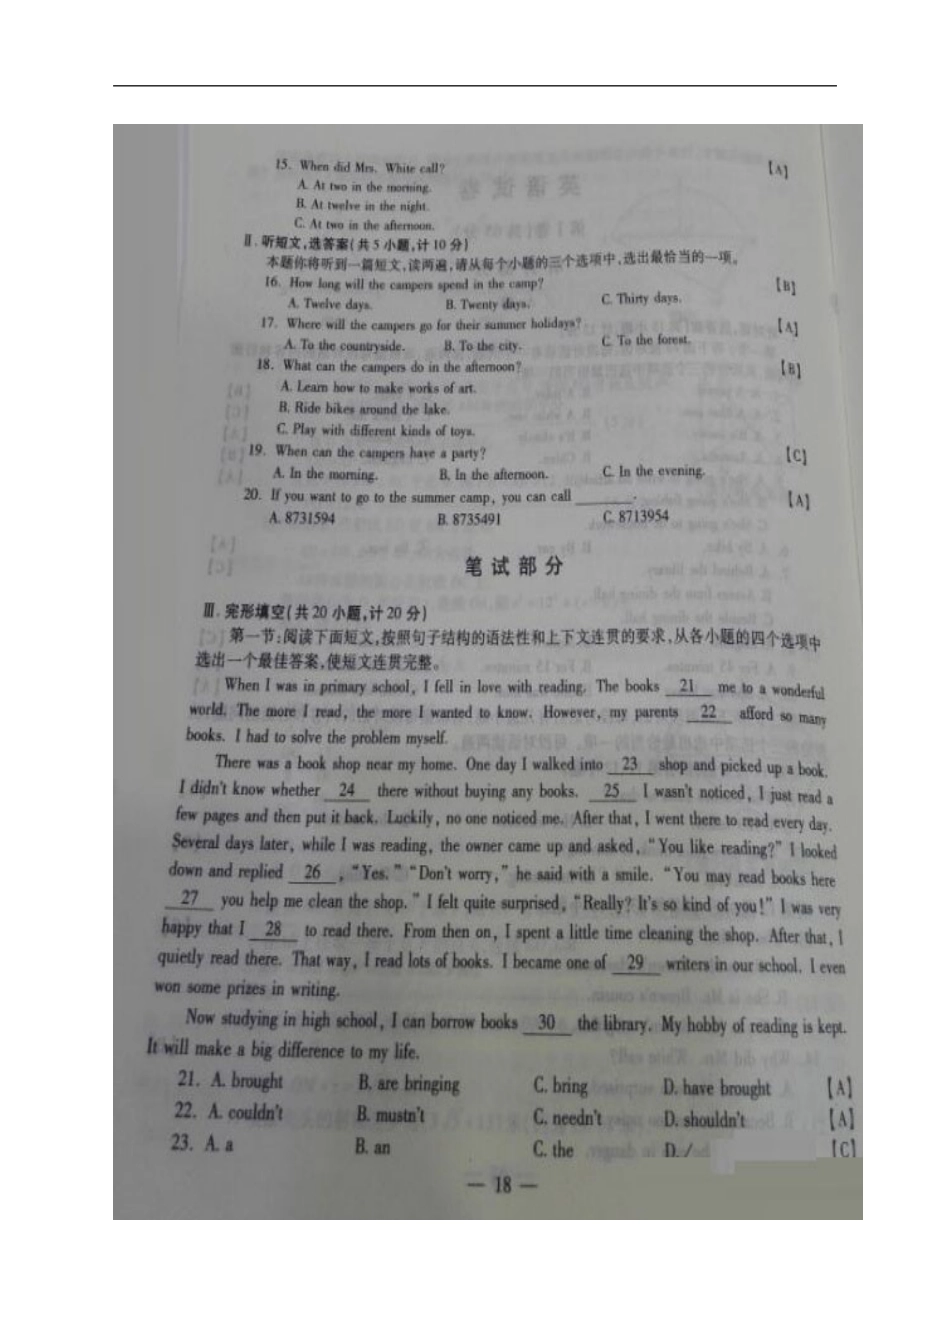 15. When did Mrs. White call? 【A】
A. At two in the morning.
B. At twelve in the night.
C. At two in the afternoon.
Ⅱ. 听短文,选答案(共5小题,计10分)
本题你将听到一篇短文,读两遍,请从每个小题的三个选项中,选出最恰当的一项。
16. How long will the campers spend in the camp? 【B】
A. Twelve days. B. Twenty days. C. Thirty days.
17. Where will the campers go for their summer holidays? 【A】
A. To the countryside. B. To the city. C. To the forest.
18. What can the campers do in the afternoon? 【B】
A. Learn how to make works of art.
B. Ride bikes around the lake.
C. Play with different kinds of toys.
19. When can the campers have a party? 【C】
A. In the morning. B. In the afternoon. C. In the evening.
20. If you want to go to the summer camp, you can call ______. 【A】
A. 8731594 B. 8735491 C. 8713954
笔试部分
Ⅲ. 完形填空(共20小题,计20分)
第一节:阅读下面短文,按照句子结构的语法性和上下文连贯的要求,从各小题的四个选项中
选出一个最佳答案,使短文连贯完整。
When I was in primary school, I fell in love with reading. The books 21 me to a wonderful
world. The more I read, the more I wanted to know. However, my parents 22 afford so many
books. I had to solve the problem myself.
There was a book shop near my home. One day I walked into 23 shop and picked up a book.
I didn't know whether 24 there without buying any books. 25 I wasn't noticed, I just read a
few pages and then put it back. Luckily, no one noticed me. After that, I went there to read every day.
Several days later, while I was reading, the owner came up and asked, "You like reading?" I looked
down and replied 26 , "Yes." "Don't worry," he said with a smile. "You may read books here
27 you help me clean the shop." I felt quite surprised, "Really? It's so kind of you!" I was very
happy that I 28 to read there. From then on, I spent a little time cleaning the shop. After that, I
quietly read there. That way, I read lots of books. I became one of 29 writers in our school. I even
won some prizes in writing.
Now studying in high school, I can borrow books 30 the library. My hobby of reading is kept.
It will make a big difference to my life.
21. A. brought B. are bringing C. bring D. have brought 【A】
22. A. couldn't B. mustn't C. needn't D. shouldn't 【A】
23. A. a B. an C. the D. / 【C】
— 18 —